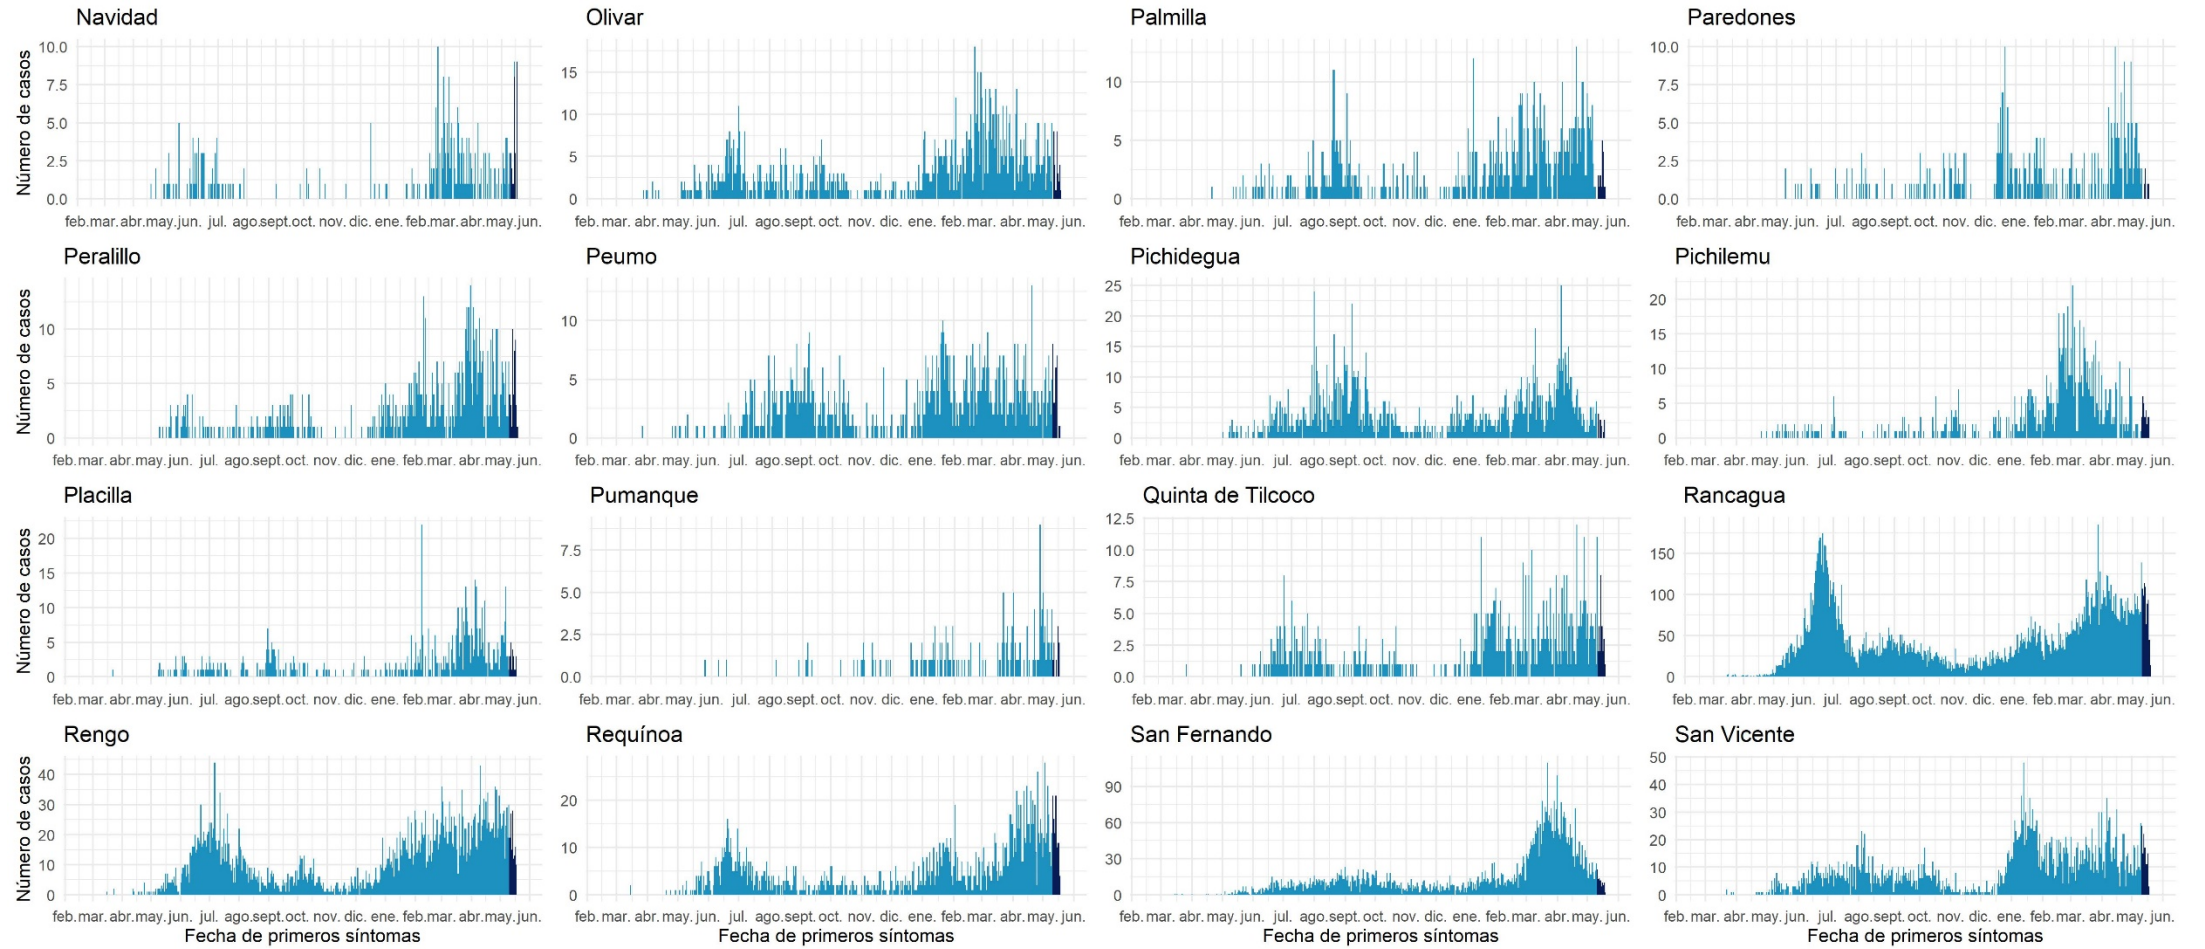 Navidad
Olivar
Palmilla
Paredones
Número de casos
10.0
7.5
5.0
2.5
0.0
15
10
5
0
10
5
0
10.0
7.5
5.0
2.5
0.0
feb. mar. abr. may. jun. jul. ago. sept. oct. nov. dic. ene. feb. mar. abr. may. jun.
feb. mar. abr. may. jun. jul. ago. sept. oct. nov. dic. ene. feb. mar. abr. may. jun.
feb. mar. abr. may. jun. jul. ago. sept. oct. nov. dic. ene. feb. mar. abr. may. jun.
feb. mar. abr. may. jun. jul. ago. sept. oct. nov. dic. ene. feb. mar. abr. may. jun.
Peralillo
Peumo
Pichidegua
Pichilemu
Número de casos
10
5
0
10
5
0
25
20
15
10
5
0
20
15
10
5
0
feb. mar. abr. may. jun. jul. ago. sept. oct. nov. dic. ene. feb. mar. abr. may. jun.
feb. mar. abr. may. jun. jul. ago. sept. oct. nov. dic. ene. feb. mar. abr. may. jun.
feb. mar. abr. may. jun. jul. ago. sept. oct. nov. dic. ene. feb. mar. abr. may. jun.
feb. mar. abr. may. jun. jul. ago. sept. oct. nov. dic. ene. feb. mar. abr. may. jun.
Placilla
Pumanque
Quinta de Tilcoco
Rancagua
Número de casos
20
15
10
5
0
7.5
5.0
2.5
0.0
12.5
10.0
7.5
5.0
2.5
0.0
150
100
50
0
feb. mar. abr. may. jun. jul. ago. sept. oct. nov. dic. ene. feb. mar. abr. may. jun.
feb. mar. abr. may. jun. jul. ago. sept. oct. nov. dic. ene. feb. mar. abr. may. jun.
feb. mar. abr. may. jun. jul. ago. sept. oct. nov. dic. ene. feb. mar. abr. may. jun.
feb. mar. abr. may. jun. jul. ago. sept. oct. nov. dic. ene. feb. mar. abr. may. jun.
Rengo
Requínoa
San Fernando
San Vicente
Número de casos
40
30
20
10
0
20
10
0
90
60
30
0
50
40
30
20
10
0
feb. mar. abr. may. jun. jul. ago. sept. oct. nov. dic. ene. feb. mar. abr. may. jun.
feb. mar. abr. may. jun. jul. ago. sept. oct. nov. dic. ene. feb. mar. abr. may. jun.
feb. mar. abr. may. jun. jul. ago. sept. oct. nov. dic. ene. feb. mar. abr. may. jun.
feb. mar. abr. may. jun. jul. ago. sept. oct. nov. dic. ene. feb. mar. abr. may. jun.
Fecha de primeros síntomas
Fecha de primeros síntomas
Fecha de primeros síntomas
Fecha de primeros síntomas